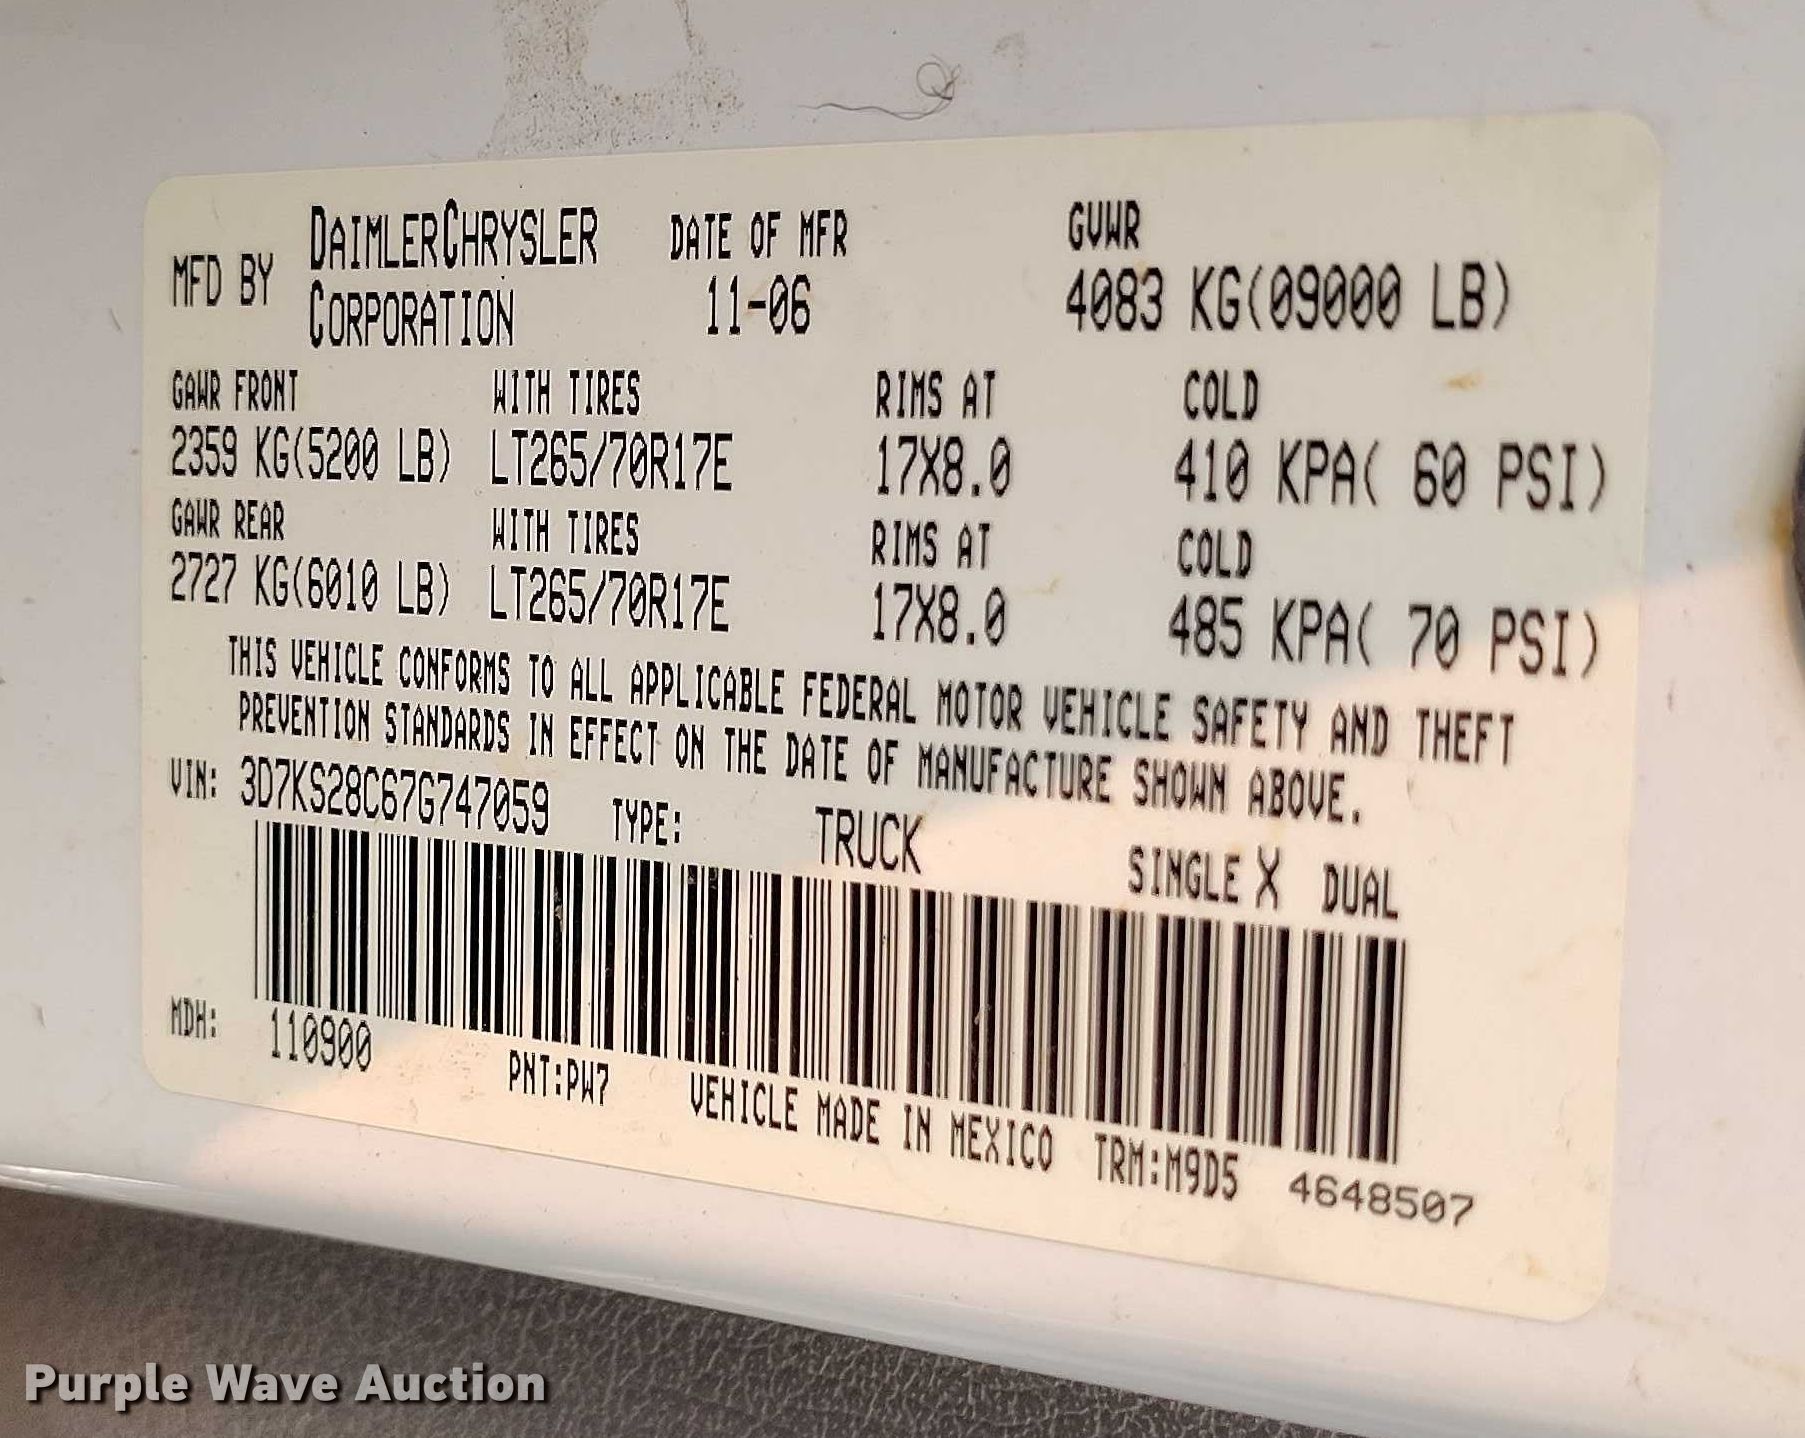 MFD BY DAIMLERCHRYSLER CORPORATION DATE OF MFR 11-06 GVWR 4083 KG(09000 LB)
GAWR FRONT WITH TIRES RIMS AT COLD
2359 KG(5200 LB) LT265/70R17E 17X8.0 410 KPA( 60 PSI)
GAWR REAR WITH TIRES RIMS AT COLD
2727 KG(6010 LB) LT265/70R17E 17X8.0 485 KPA( 70 PSI)
THIS VEHICLE CONFORMS TO ALL APPLICABLE FEDERAL MOTOR VEHICLE SAFETY AND THEFT
PREVENTION STANDARDS IN EFFECT ON THE DATE OF MANUFACTURE SHOWN ABOVE.
VIN: 3D7KS28C67G747059 TYPE: TRUCK SINGLE X DUAL
MDH: 110900 PNT:PW7 VEHICLE MADE IN MEXICO TRM:M9D5 4648507
Purple Wave Auction